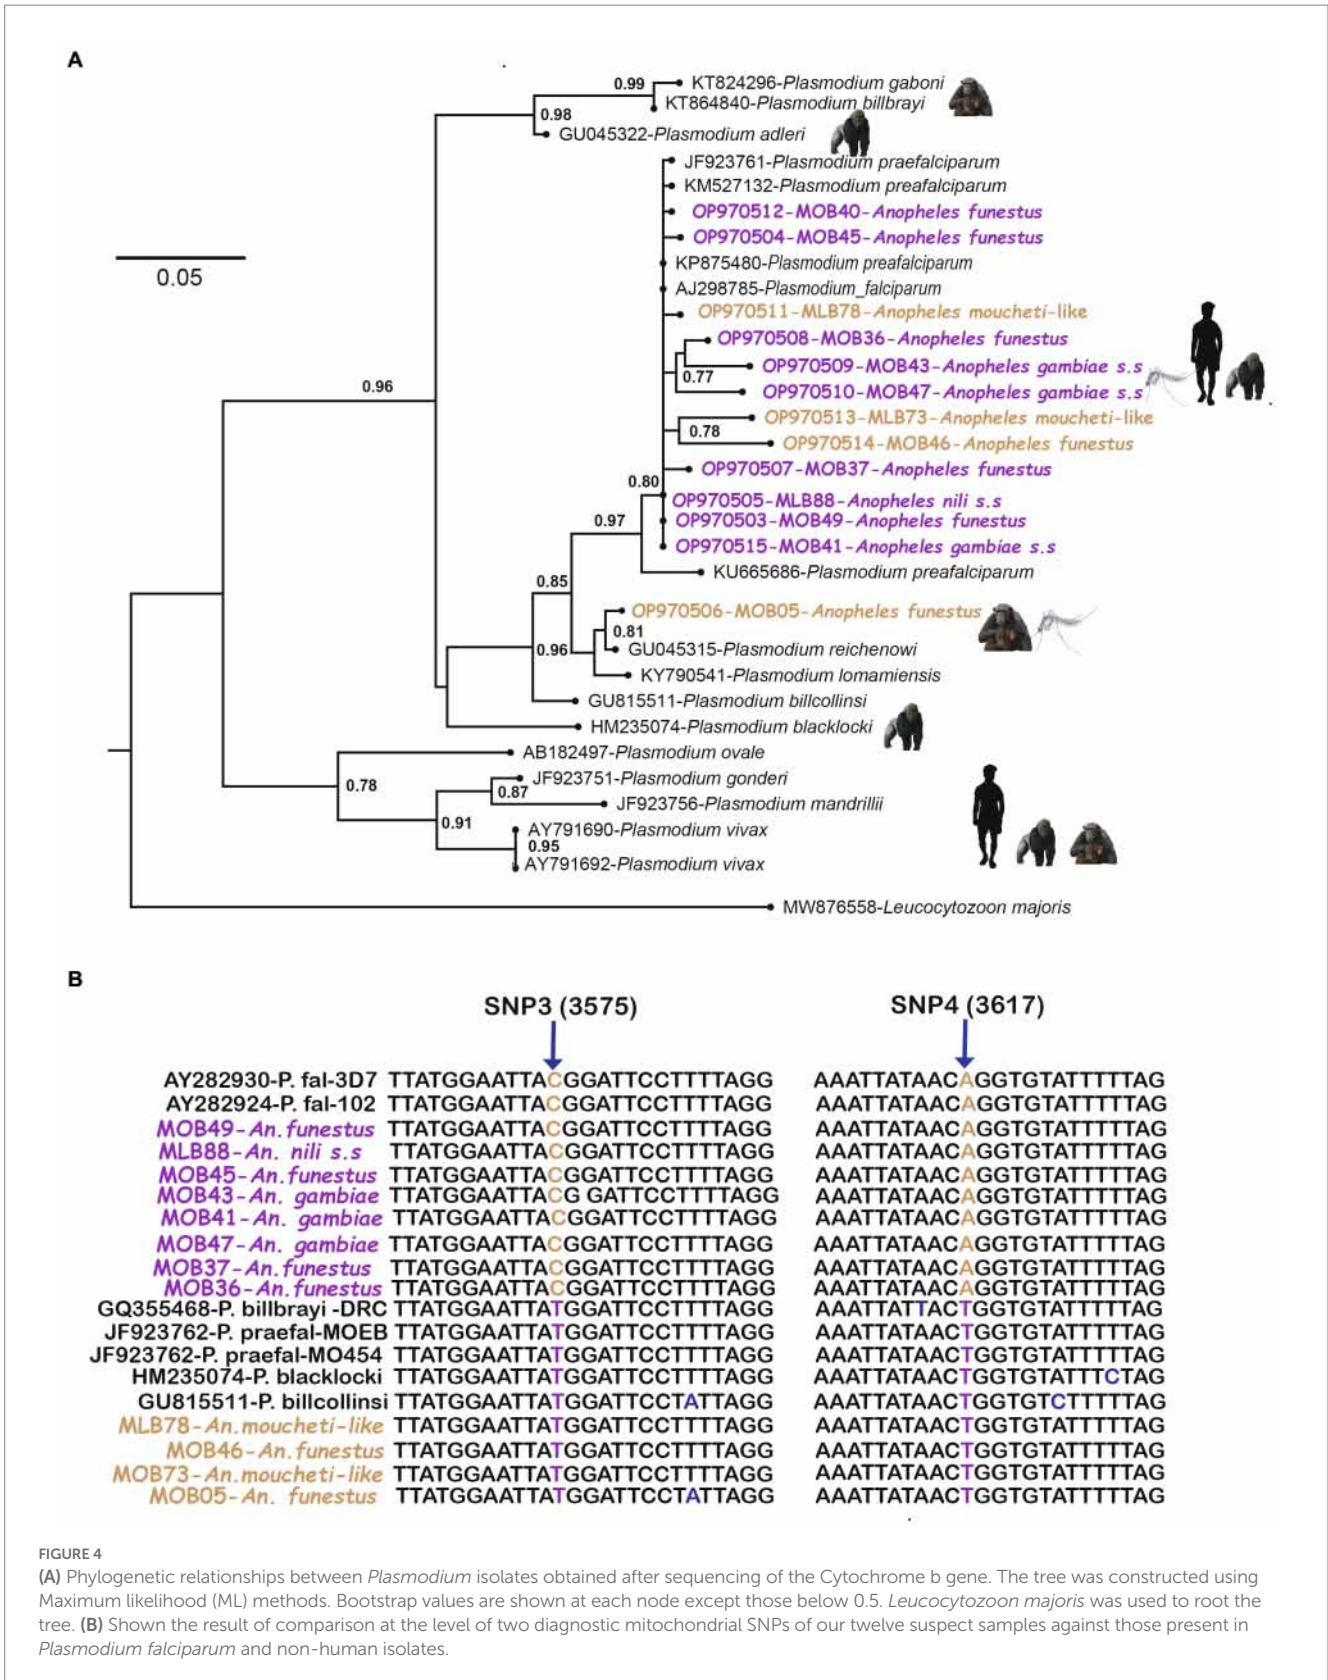 A
0.99
KT824296-Plasmodium gaboni
KT864840-Plasmodium billbrayi
0.98
GU045322-Plasmodium adleri
JF923761-Plasmodium praefalciparum
KM527132-Plasmodium preafalciparum
OP970512-MOB40-Anopheles funestus
OP970504-MOB45-Anopheles funestus
KP875480-Plasmodium preafalciparum
0.05
AJ298785-Plasmodium_falciparum
OP970511-MLB78-Anopheles moucheti-like
OP970508-MOB36-Anopheles funestus
OP970509-MOB43-Anopheles gambiae s.s
0.77
0.96
OP970510-MOB47-Anopheles gambiae s.s
OP970513-MLB73-Anopheles moucheti-like
0.78
OP970514-MOB46-Anopheles funestus
OP970507-MOB37-Anopheles funestus
0.80
OP970505-MLB88-Anopheles nili s.s
0.97
OP970503-MOB49-Anopheles funestus
OP970515-MOB41-Anopheles gambiae s.s
KU665686-Plasmodium preafalciparum
0.85
OP970506-MOB05-Anopheles funestus
0.81
0.96
GU045315-Plasmodium reichenowi
KY790541-Plasmodium lomamiensis
GU815511-Plasmodium billcollinsi
HM235074-Plasmodium blacklocki
AB182497-Plasmodium ovale
0.78
JF923751-Plasmodium gonderi
0.87
JF923756-Plasmodium mandrillii
0.91
AY791690-Plasmodium vivax
0.95
AY791692-Plasmodium vivax
MW876558-Leucocytozoon majoris
B
SNP3 (3575) SNP4 (3617)
AY282930-P. fal-3D7 TTATGGAATTACGGATTCCTTTTAGG AAATTATAACAGGTGTATTTTTAG
AY282924-P. fal-102 TTATGGAATTACGGATTCCTTTTAGG AAATTATAACAGGTGTATTTTTAG
MOB49-An.funestus TTATGGAATTACGGATTCCTTTTAGG AAATTATAACAGGTGTATTTTTAG
MLB88-An. nili s.s TTATGGAATTACGGATTCCTTTTAGG AAATTATAACAGGTGTATTTTTAG
MOB45-An.funestus TTATGGAATTACGGATTCCTTTTAGG AAATTATAACAGGTGTATTTTTAG
MOB43-An. gambiae TTATGGAATTACG GATTCCTTTTAGG AAATTATAACAGGTGTATTTTTAG
MOB41-An. gambiae TTATGGAATTACGGATTCCTTTTAGG AAATTATAACAGGTGTATTTTTAG
MOB47-An. gambiae TTATGGAATTACGGATTCCTTTTAGG AAATTATAACAGGTGTATTTTTAG
MOB37-An.funestus TTATGGAATTACGGATTCCTTTTAGG AAATTATAACAGGTGTATTTTTAG
MOB36-An.funestus TTATGGAATTACGGATTCCTTTTAGG AAATTATAACAGGTGTATTTTTAG
GQ355468-P. billbrayi -DRC TTATGGAATTATGGATTCCTTTTAGG AAATTATTACTGGTGTATTTTTAG
JF923762-P. praefal-MOEB TTATGGAATTATGGATTCCTTTTAGG AAATTATAACTGGTGTATTTTTAG
JF923762-P. praefal-MO454 TTATGGAATTATGGATTCCTTTTAGG AAATTATAACTGGTGTATTTTTAG
HM235074-P. blacklocki TTATGGAATTATGGATTCCTTTTAGG AAATTATAACTGGTGTATTTCTAG
GU815511-P. billcollinsi TTATGGAATTATGGATTCCTATTAGG AAATTATAACTGGTGTCTTTTTAG
MLB78-An.moucheti-like TTATGGAATTATGGATTCCTTTTAGG AAATTATAACTGGTGTATTTTTAG
MOB46-An.funestus TTATGGAATTATGGATTCCTTTTAGG AAATTATAACTGGTGTATTTTTAG
MOB73-An.moucheti-like TTATGGAATTATGGATTCCTTTTAGG AAATTATAACTGGTGTATTTTTAG
MOB05-An. funestus TTATGGAATTATGGATTCCTATTAGG AAATTATAACTGGTGTATTTTTAG
FIGURE 4
(A) Phylogenetic relationships between Plasmodium isolates obtained after sequencing of the Cytochrome b gene. The tree was constructed using
Maximum likelihood (ML) methods. Bootstrap values are shown at each node except those below 0.5. Leucocytozoon majoris was used to root the
tree. (B) Shown the result of comparison at the level of two diagnostic mitochondrial SNPs of our twelve suspect samples against those present in
Plasmodium falciparum and non-human isolates.